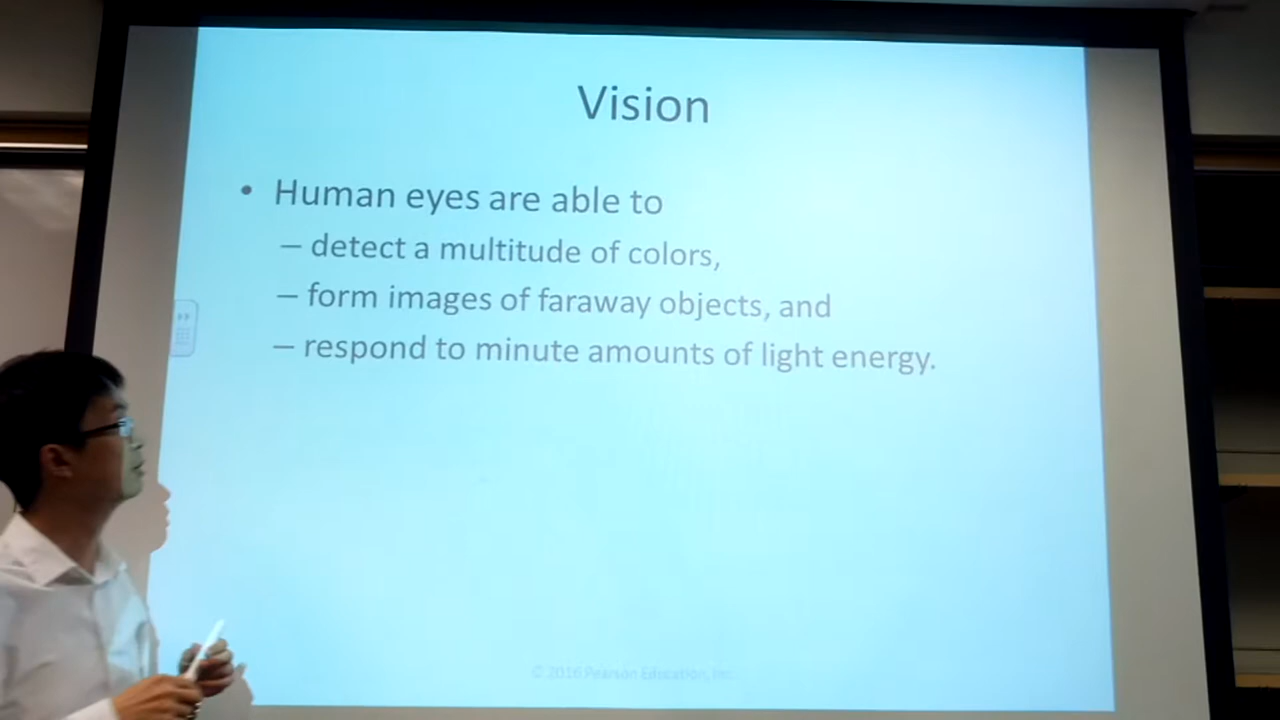 Vision
• Human eyes are able to
– detect a multitude of colors,
– form images of faraway objects, and
– respond to minute amounts of light energy.
© 2016 Pearson Education, Inc.